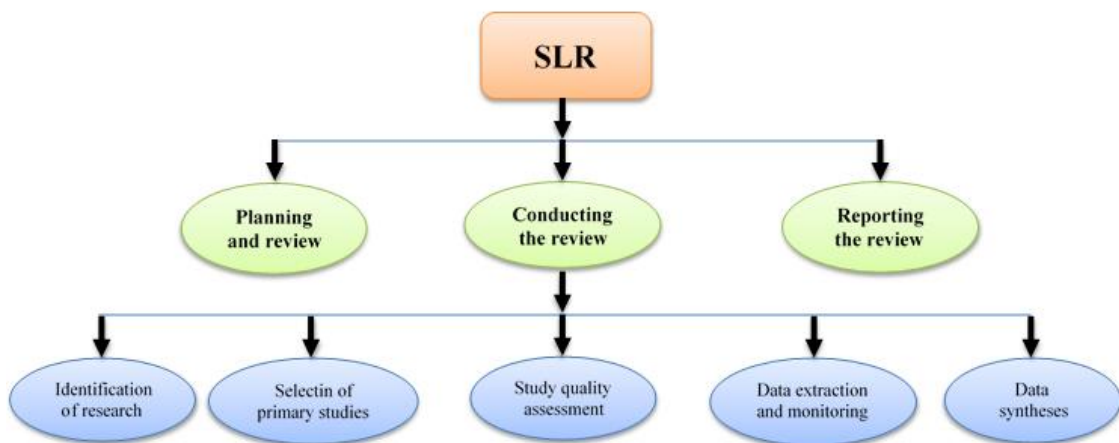 SLR
Planning
and review
Conducting
the review
Reporting
the review
Identification
of research
Selectin of
primary studies
Study quality
assessment
Data extraction
and monitoring
Data
syntheses